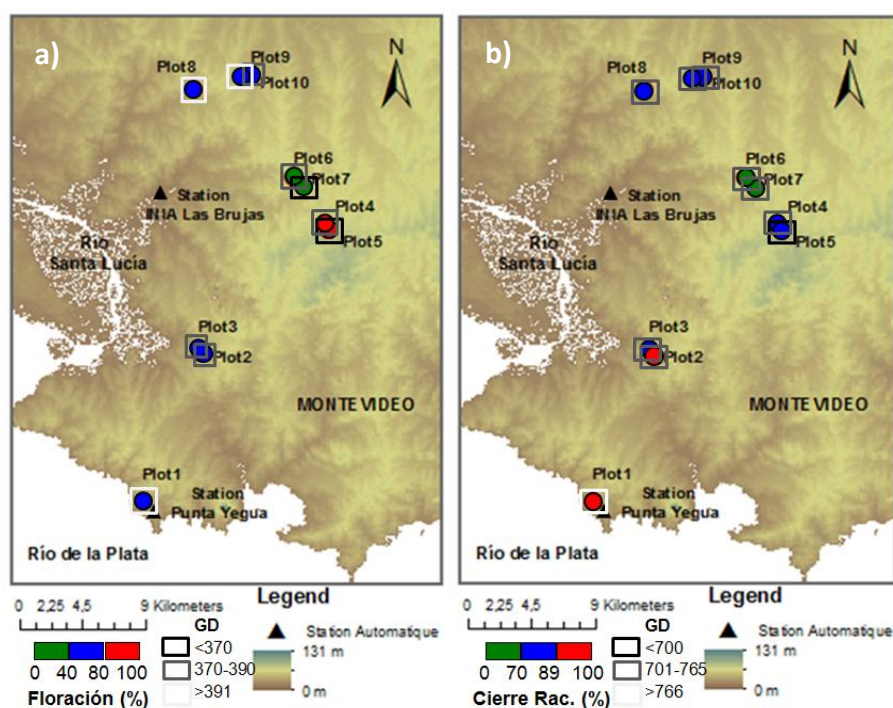 a)
N
Plot9
Plot8
Plot10
Plot6
Plot7
Station
INIA Las Brujas
Plot4
Plot5
Río
Santa Lucía
Plot3
Plot2
MONTEVIDEO
Plot1
Station
Punta Yegua
Río de la Plata
b)
N
Plot9
Plot8
Plot10
Plot6
Plot7
Station
INIA Las Brujas
Plot4
Plot5
Río
Santa Lucía
Plot3
Plot2
MONTEVIDEO
Plot1
Station
Punta Yegua
Río de la Plata
Legend
0 2,25 4,5 9 Kilometers
GD
<370
370-390
>391
Station Automatique
131 m
0 m
0 40 80 100
Floración (%)
Legend
0 2,25 4,5 9 Kilometers
GD
<700
701-765
>766
Station Automatique
131 m
0 m
0 70 89 100
Cierre Rac. (%)